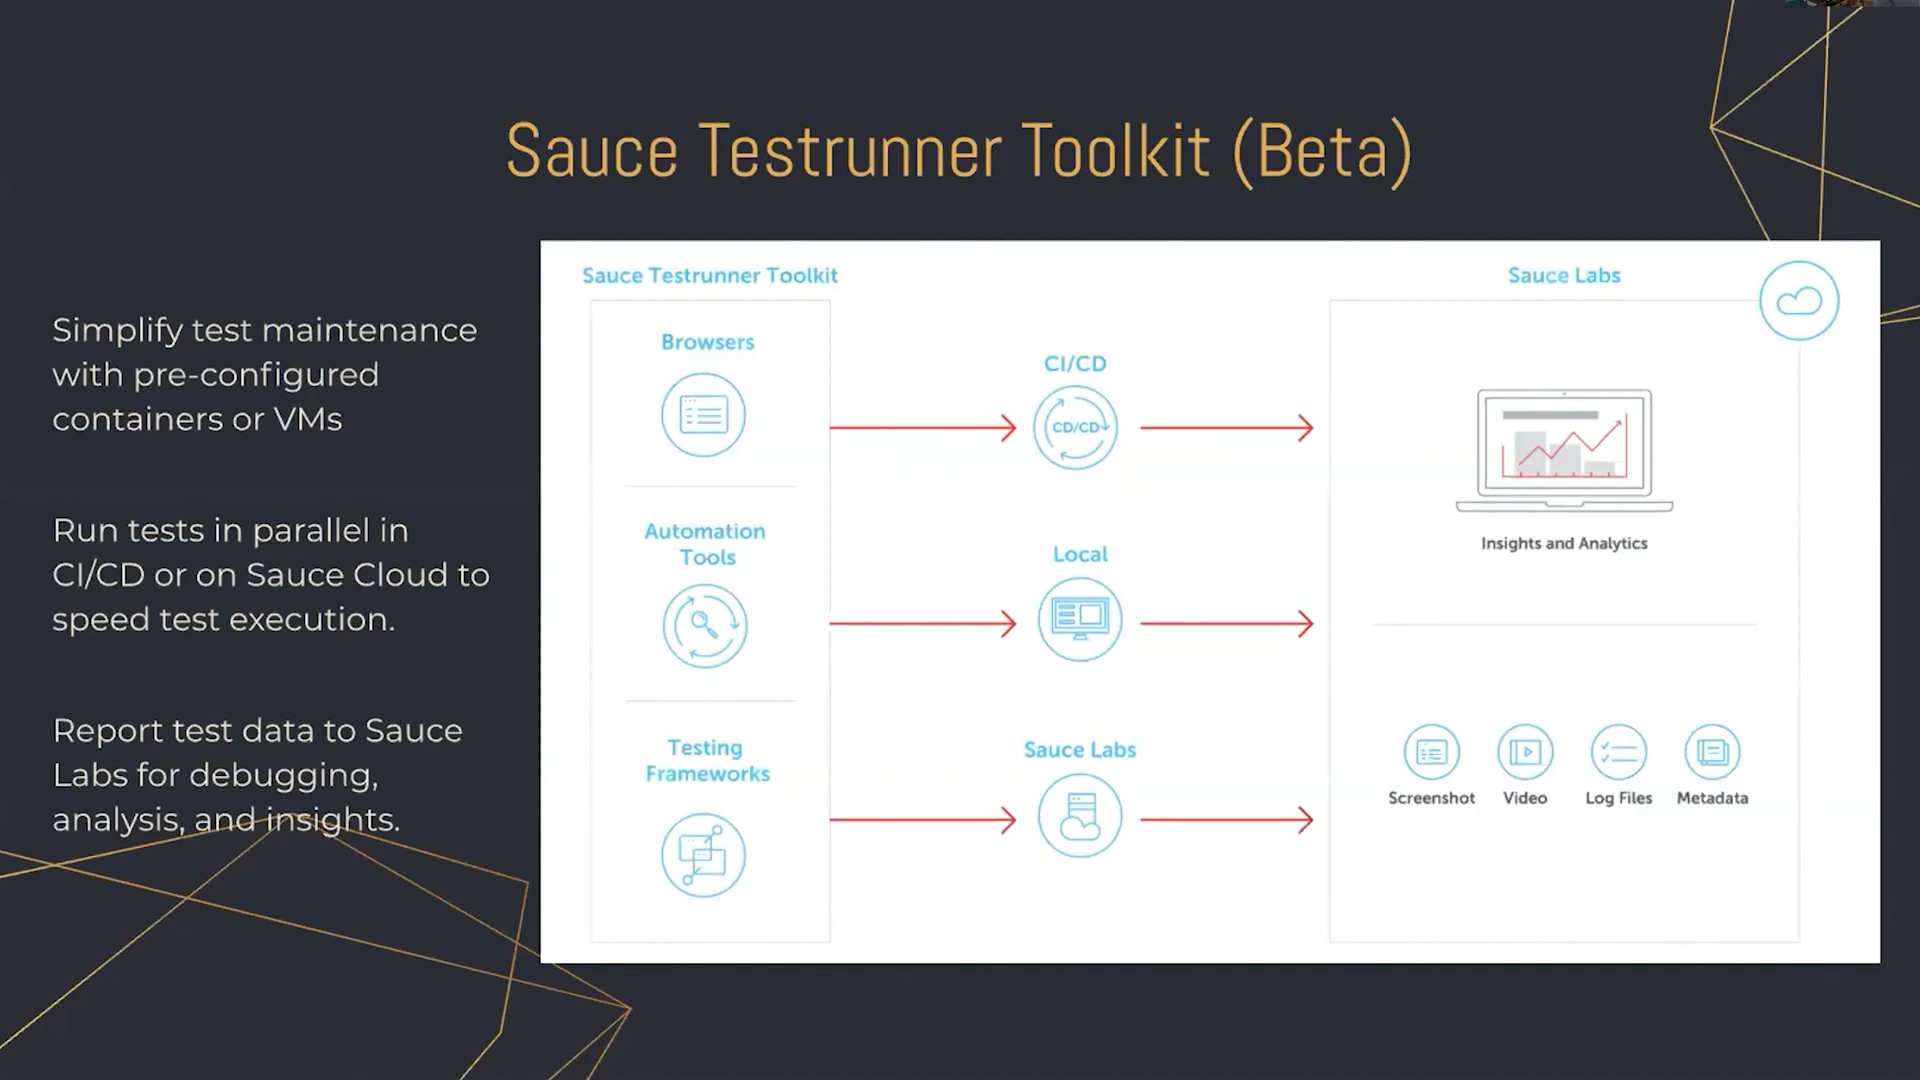 Sauce Testrunner Toolkit (Beta)
Simplify test maintenance
with pre-configured
containers or VMs
Run tests in parallel in
CI/CD or on Sauce Cloud to
speed test execution.
Report test data to Sauce
Labs for debugging,
analysis, and insights.
Sauce Testrunner Toolkit
Browsers
Automation
Tools
Testing
Frameworks
CI/CD
CD/CD
Local
Sauce Labs
Sauce Labs
Insights and Analytics
Screenshot
Video
Log Files
Metadata